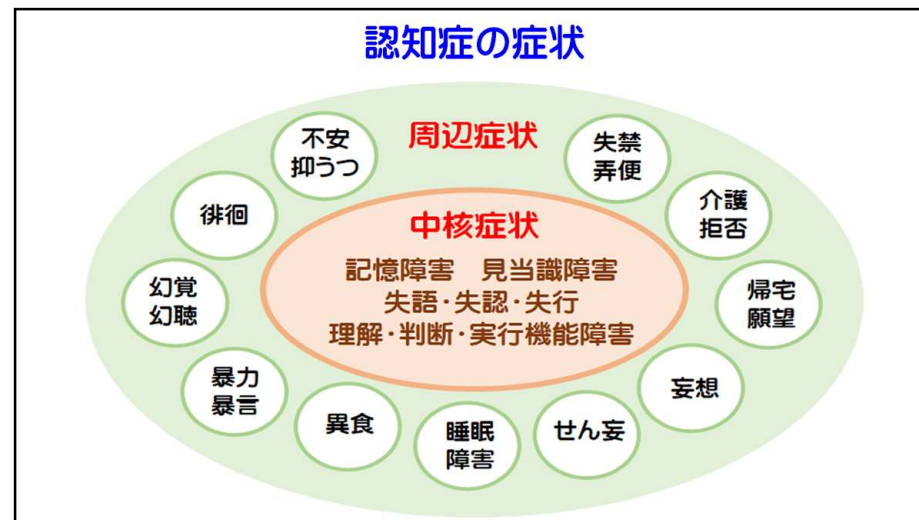 認知症の症状
周辺症状
不安
抑うつ
失禁
弄便
徘徊
介護
拒否
中核症状
記憶障害　見当識障害
失語・失認・失行
理解・判断・実行機能障害
幻覚
幻聴
帰宅
願望
暴力
暴言
妄想
異食
せん妄
睡眠
障害